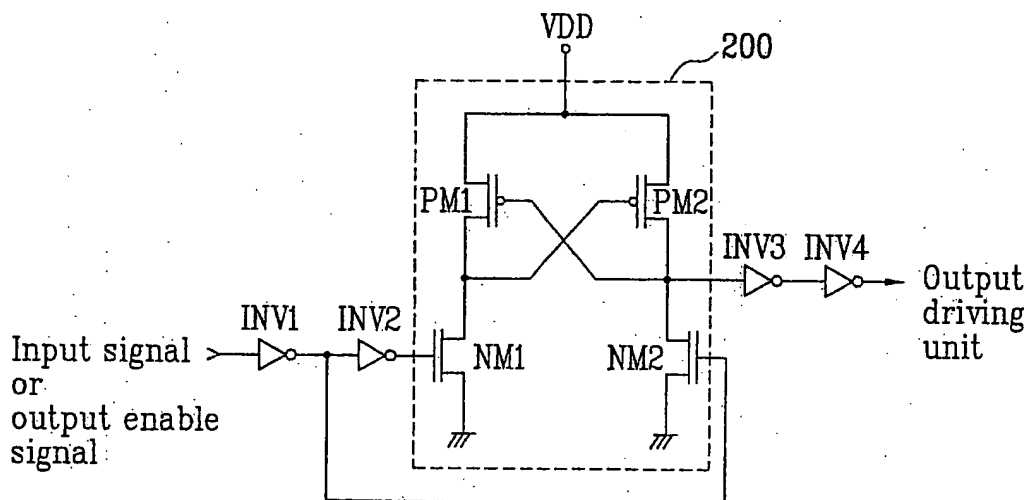 VDD
200
PM1
PM2
INV3
INV4
Output
driving
unit
INV1
INV2
Input signal
or
output enable
signal
NM1
NM2